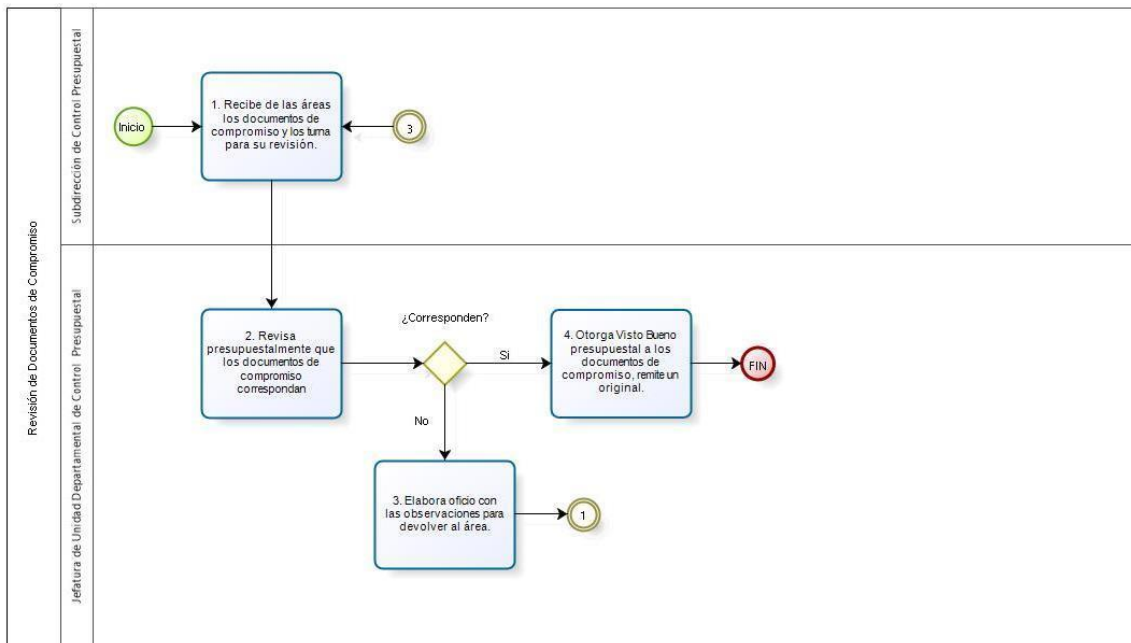 Revisión de Documentos de Compromiso
Subdirección de Control Presupuestal
Inicio
1. Recibe de las áreas
los documentos de
compromiso y los turna
para su revisión.
3
Jefatura de Unidad Departamental de Control Presupuestal
2. Revisa
presupuestalmente que
los documentos de
compromiso
correspondan
¿Corresponden?
Si
4. Otorga Visto Bueno
presupuestal a los
documentos de
compromiso, remite un
original.
FIN
No
3. Elabora oficio con
las observaciones para
devolver al área.
1